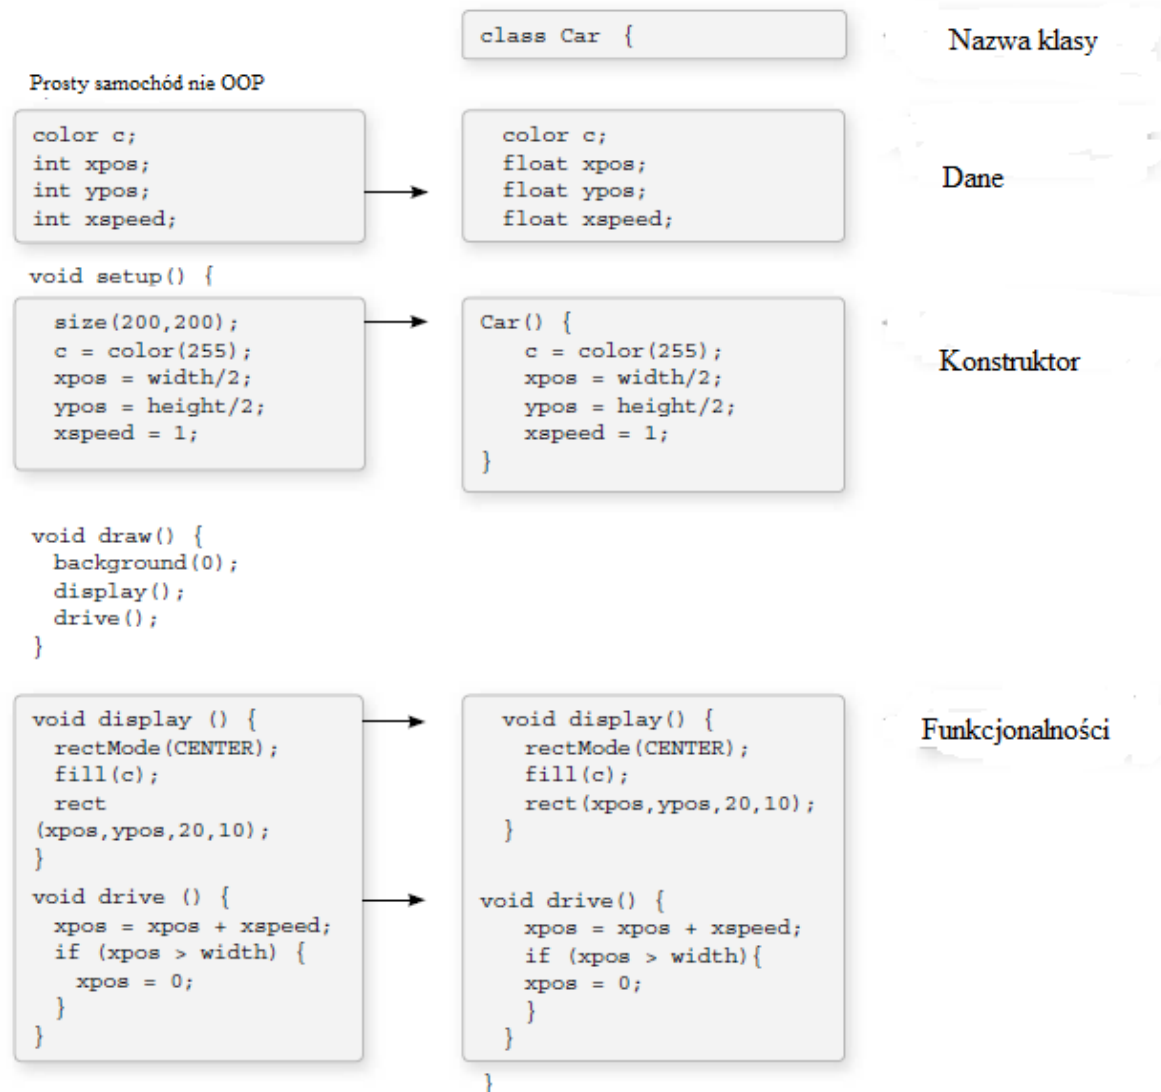 class Car  {
Nazwa klasy
Prosty samochód nie OOP
color c;
int xpos;
int ypos;
int xspeed;
color c;
float xpos;
float ypos;
float xspeed;
Dane
void setup() {
size(200,200);
c = color(255);
xpos = width/2;
ypos = height/2;
xspeed = 1;
Car() {
c = color(255);
xpos = width/2;
ypos = height/2;
xspeed = 1;
}
Konstruktor
void draw() {
background(0);
display();
drive();
}
void display () {
rectMode(CENTER);
fill(c);
rect
(xpos,ypos,20,10);
}
void drive () {
xpos = xpos + xspeed;
if (xpos > width) {
xpos = 0;
}
}
void display() {
rectMode(CENTER);
fill(c);
rect(xpos,ypos,20,10);
}
void drive() {
xpos = xpos + xspeed;
if (xpos > width){
xpos = 0;
}
}
}
Funkcjonalności